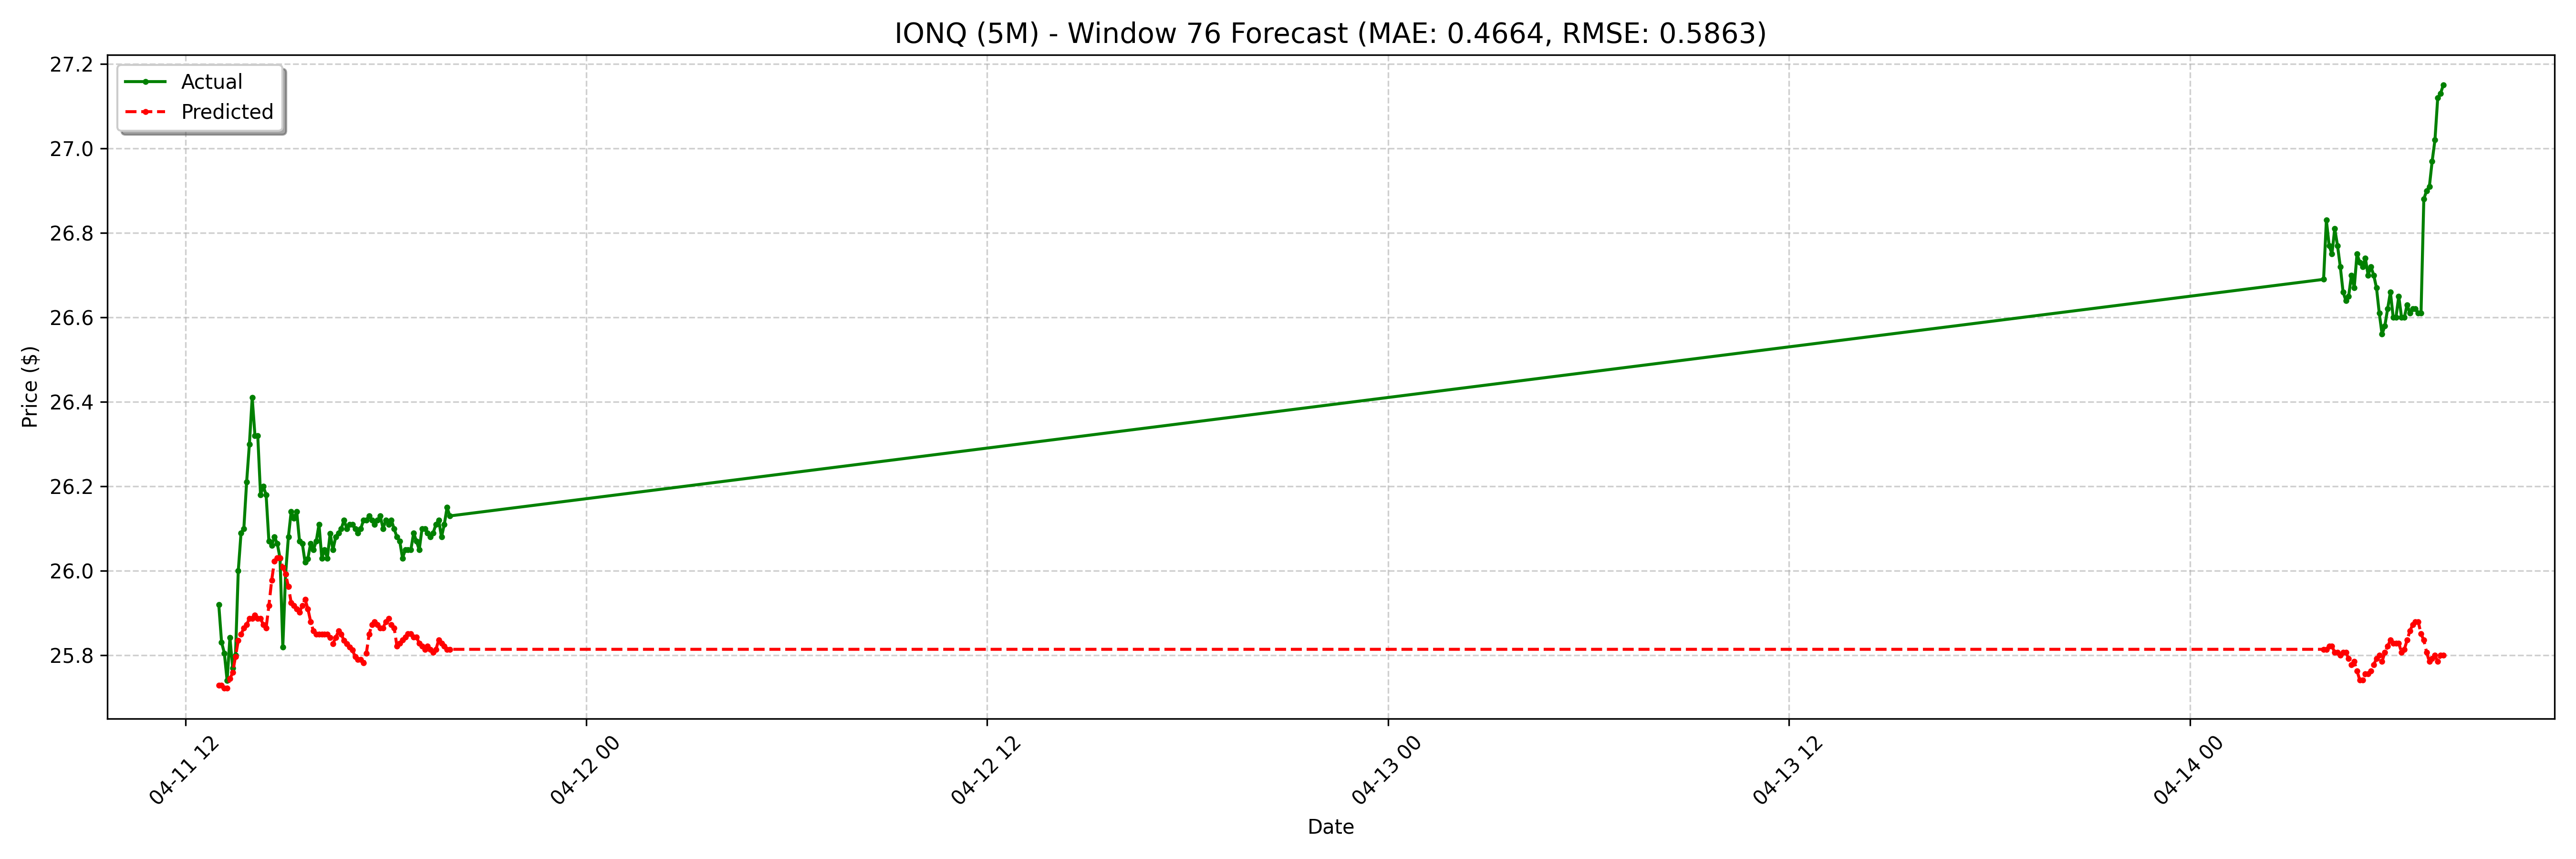 IONQ (5M) - Window 76 Forecast (MAE: 0.4664, RMSE: 0.5863)
Actual
Predicted
Price ($)
27.2
27.0
26.8
26.6
26.4
26.2
26.0
25.8
04-11 12
04-12 00
04-12 12
04-13 00
04-13 12
04-14 00
Date